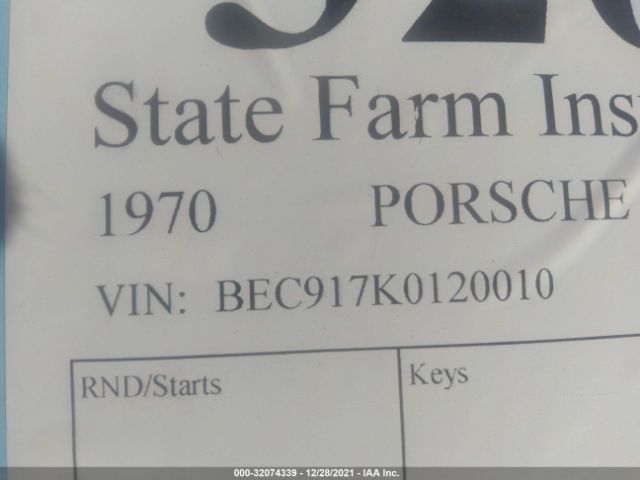 State Farm Ins
1970 PORSCHE
VIN: BEC917K0120010
RND/Starts Keys
000-32074339 - 12/28/2021 - IAA Inc.